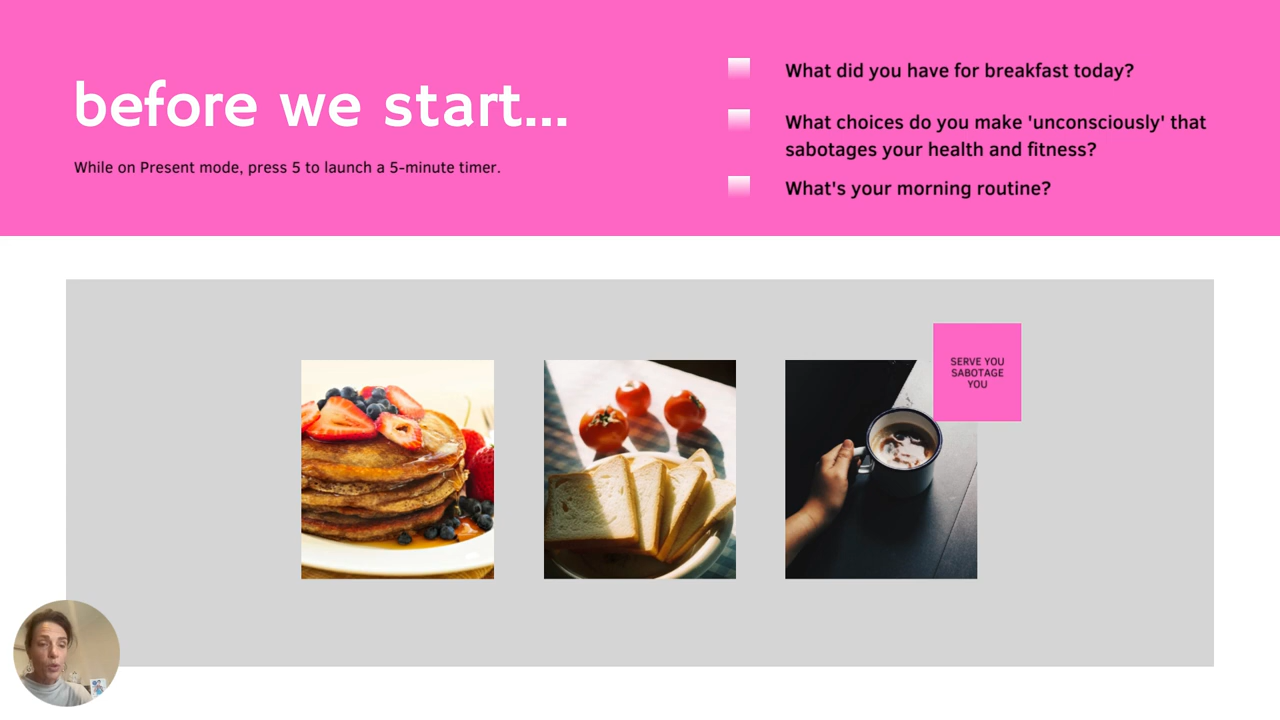 before we start...
While on Present mode, press 5 to launch a 5-minute timer.
What did you have for breakfast today?
What choices do you make 'unconsciously' that
sabotages your health and fitness?
What's your morning routine?
SERVE YOU
SABOTAGE
YOU